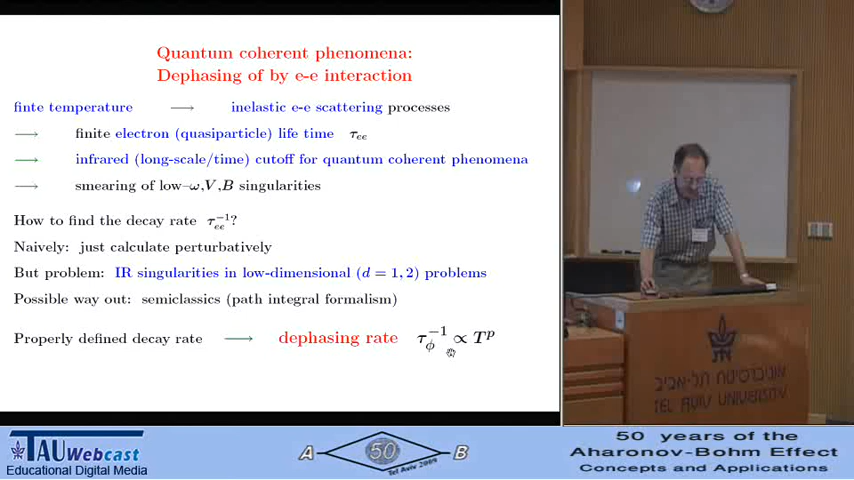 Quantum coherent phenomena:
Dephasing of by e-e interaction
finte temperature ⟶ inelastic e-e scattering processes
⟶ finite electron (quasiparticle) life time τ_ee
⟶ infrared (long-scale/time) cutoff for quantum coherent phenomena
⟶ smearing of low–ω,V,B singularities
How to find the decay rate τ_ee^{-1}?
Naively: just calculate perturbatively
But problem: IR singularities in low-dimensional (d = 1, 2) problems
Possible way out: semiclassics (path integral formalism)
Properly defined decay rate ⟶ dephasing rate τ_ϕ^{-1} ∝ T^p
אוניברסיטת תל-אביב
TEL AVIV UNIVERSITY
TAU Webcast
Educational Digital Media
A 50 B
Tel Aviv 2009
50 years of the
Aharonov-Bohm Effect
Concepts and Applications